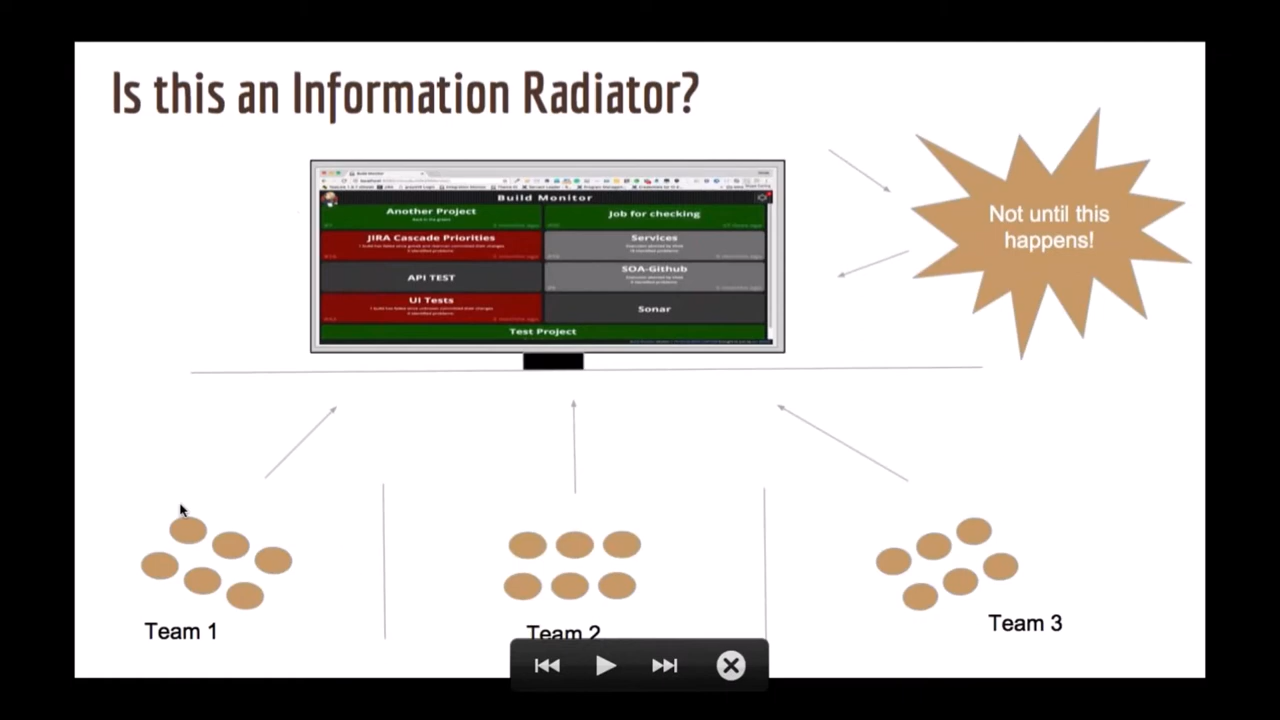 Is this an Information Radiator?
Build Monitor
Another Project
Job for checking
JIRA Cascade Priorities
Services
API TEST
SOA-Github
UI Tests
Sonar
Test Project
Not until this
happens!
Team 1
Team 2
Team 3